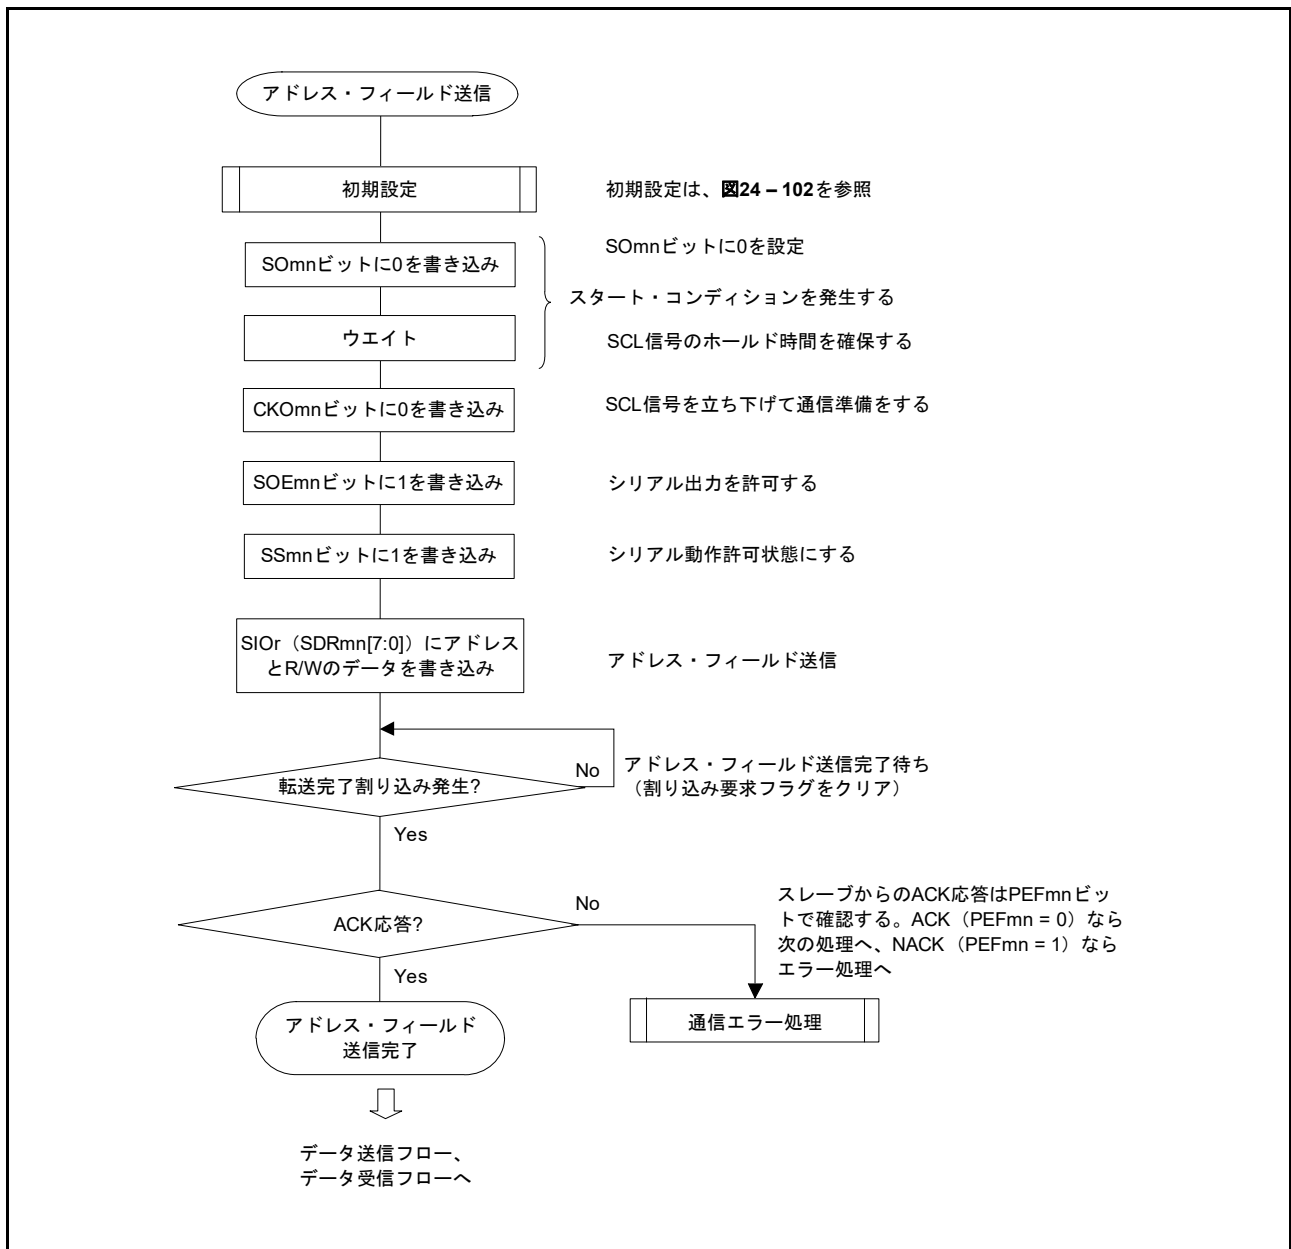 アドレス・フィールド送信
初期設定
初期設定は、図24 – 102を参照
SOmnビットに0を書き込み
SOmnビットに0を設定
スタート・コンディションを発生する
ウエイト
SCL信号のホールド時間を確保する
CKOmnビットに0を書き込み
SCL信号を立ち下げて通信準備をする
SOEmnビットに1を書き込み
シリアル出力を許可する
SSmnビットに1を書き込み
シリアル動作許可状態にする
SIOr（SDRmn[7:0]）にアドレス
とR/Wのデータを書き込み
アドレス・フィールド送信
転送完了割り込み発生?
No
アドレス・フィールド送信完了待ち
（割り込み要求フラグをクリア）
Yes
ACK応答?
No
スレーブからのACK応答はPEFmnビッ
トで確認する。ACK（PEFmn = 0）なら
次の処理へ、NACK（PEFmn = 1）なら
エラー処理へ
Yes
アドレス・フィールド
送信完了
通信エラー処理
データ送信フロー、
データ受信フローへ